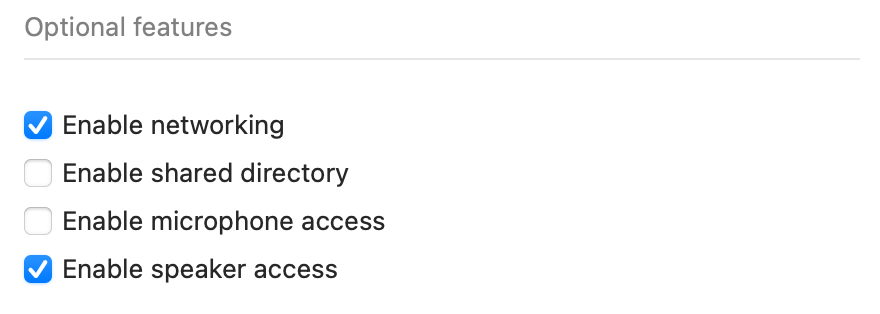 Optional features
Enable networking
Enable shared directory
Enable microphone access
Enable speaker access